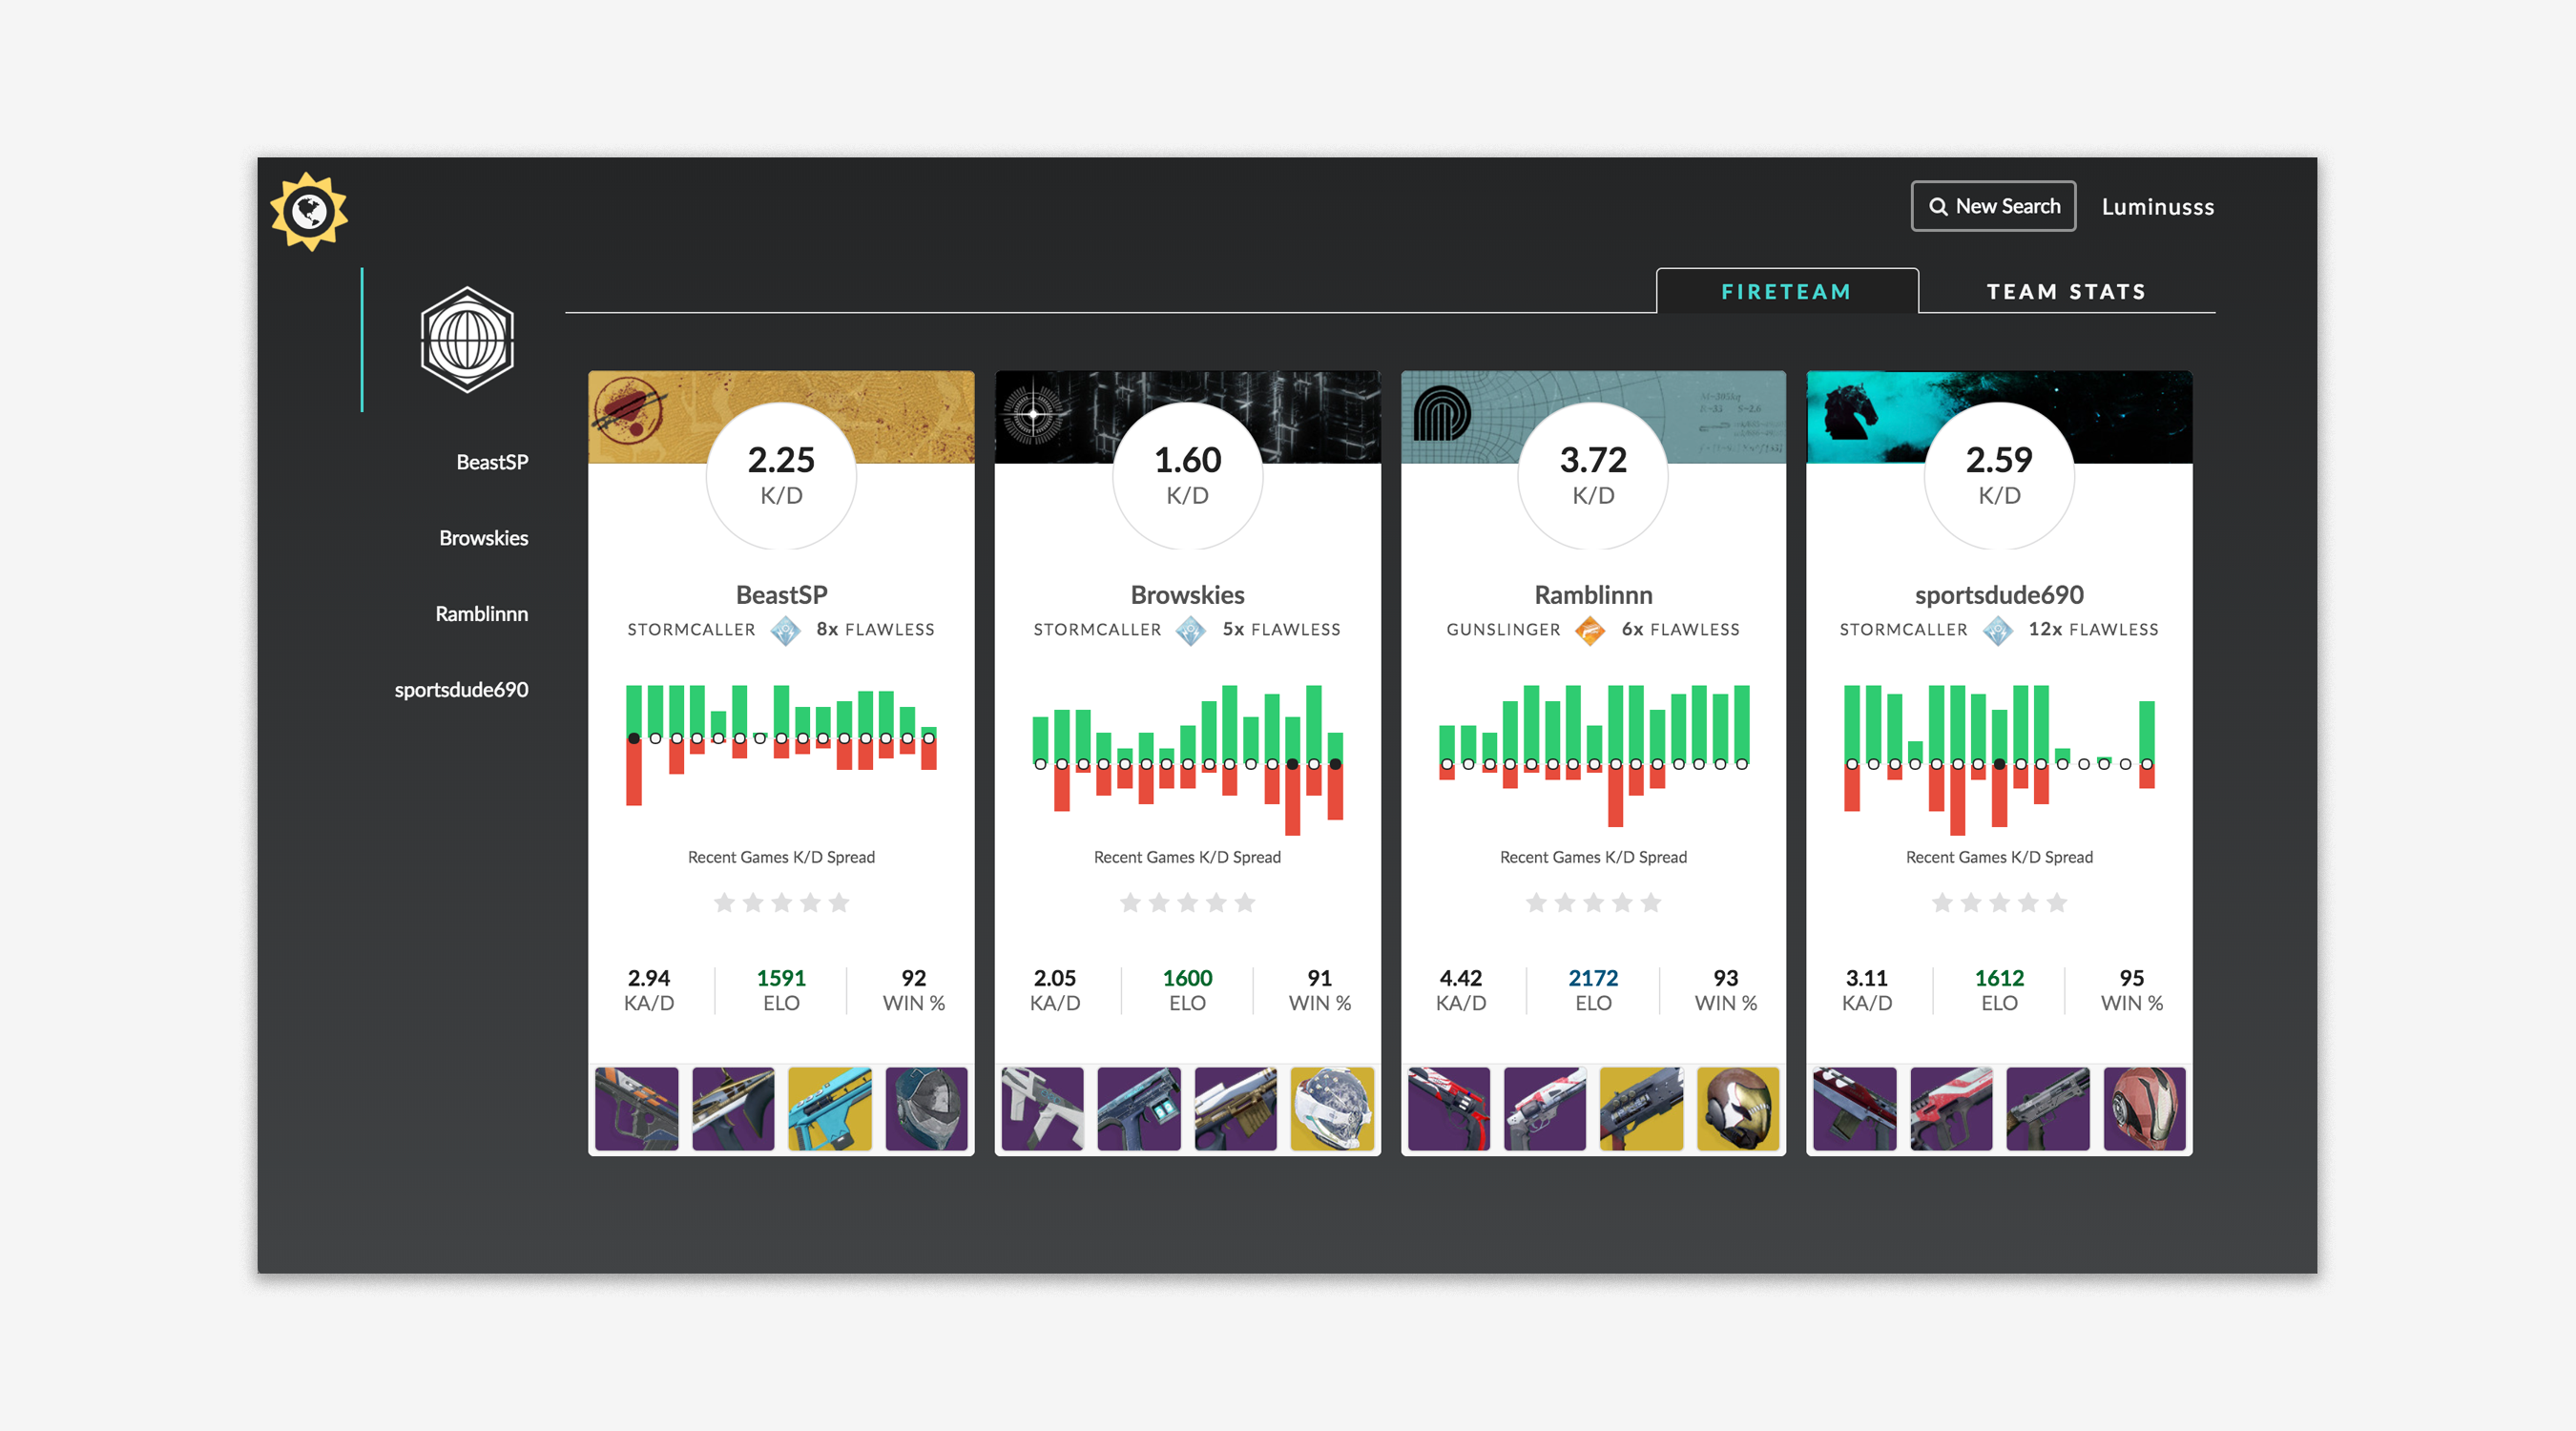 New Search
Luminusss
FIRETEAM
TEAM STATS
BeastSP
Browskies
Ramblinnn
sportsdude690
2.25
K/D
BeastSP
STORMCALLER 8x FLAWLESS
Recent Games K/D Spread
2.94
KA/D
1591
ELO
92
WIN %
1.60
K/D
Browskies
STORMCALLER 5x FLAWLESS
Recent Games K/D Spread
2.05
KA/D
1600
ELO
91
WIN %
3.72
K/D
Ramblinnn
GUNSLINGER 6x FLAWLESS
Recent Games K/D Spread
4.42
KA/D
2172
ELO
93
WIN %
2.59
K/D
sportsdude690
STORMCALLER 12x FLAWLESS
Recent Games K/D Spread
3.11
KA/D
1612
ELO
95
WIN %